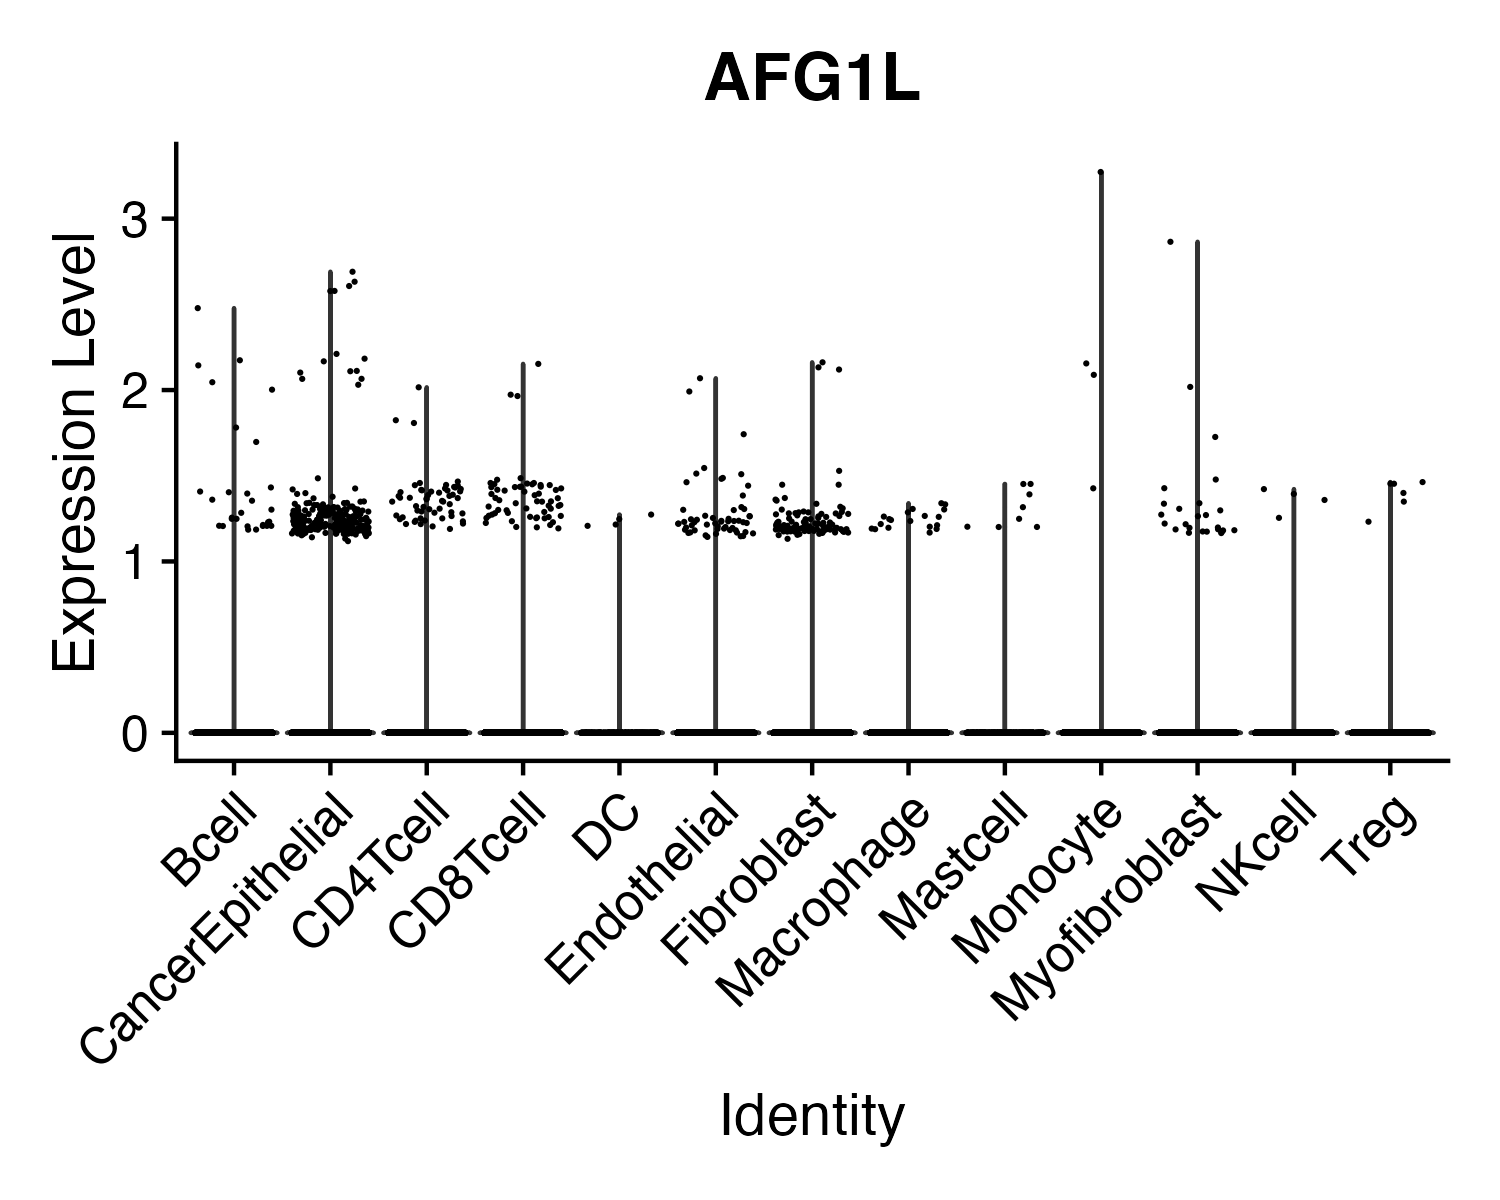 AFG1L
Expression Level
3
2
1
0
Bcell
CancerEpithelial
CD4Tcell
CD8Tcell
DC
Endothelial
Fibroblast
Macrophage
Mastcell
Monocyte
Myofibroblast
NKcell
Treg
Identity